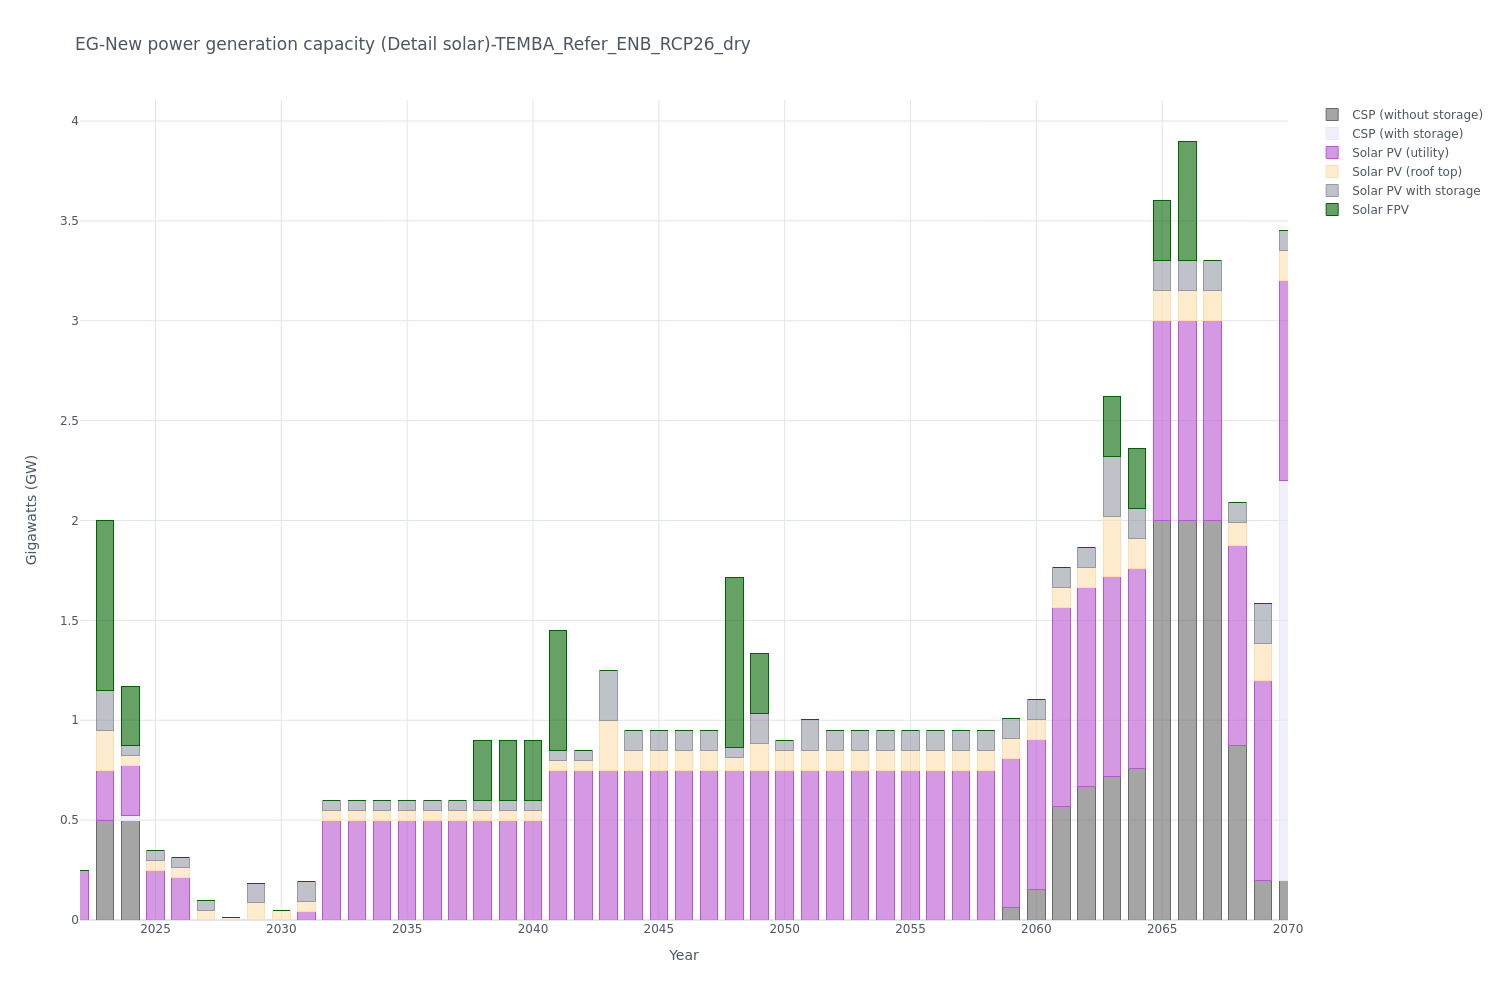 EG-New power generation capacity (Detail solar)-TEMBA_Refer_ENB_RCP26_dry
CSP (without storage)
CSP (with storage)
Solar PV (utility)
Solar PV (roof top)
Solar PV with storage
Solar FPV
4
3.5
3
2.5
2
1.5
1
0.5
0
Gigawatts (GW)
2025 2030 2035 2040 2045 2050 2055 2060 2065 2070
Year